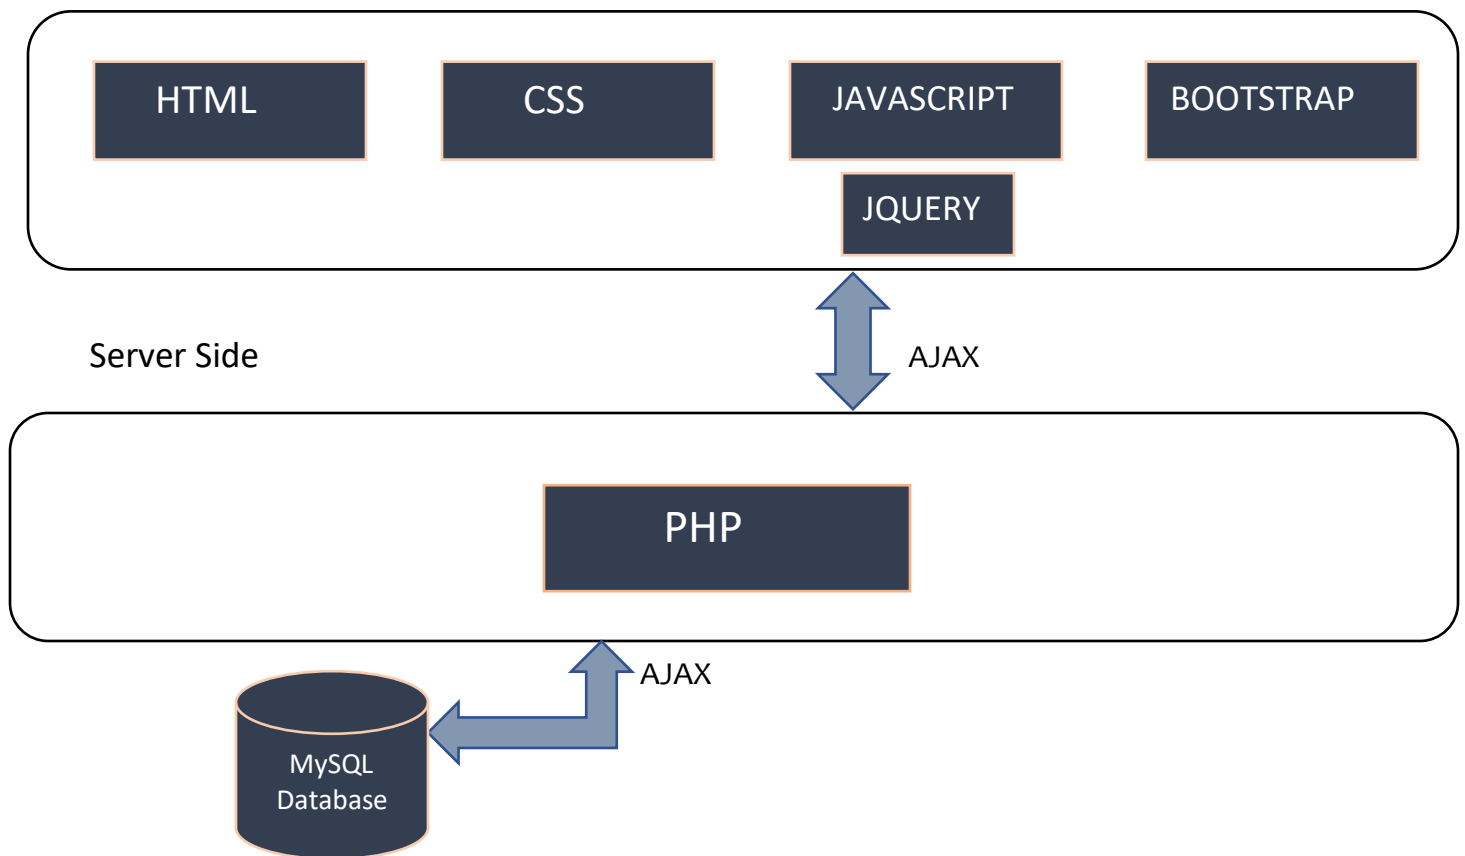 HTML
CSS
JAVASCRIPT
BOOTSTRAP
JQUERY
Server Side
AJAX
PHP
AJAX
MySQL
Database